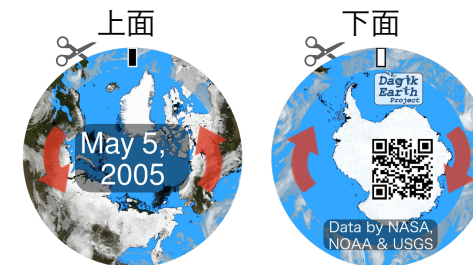 上面
下面
May 5,
2005
Dagik
Earth
Project
Data by NASA,
NOAA & USGS